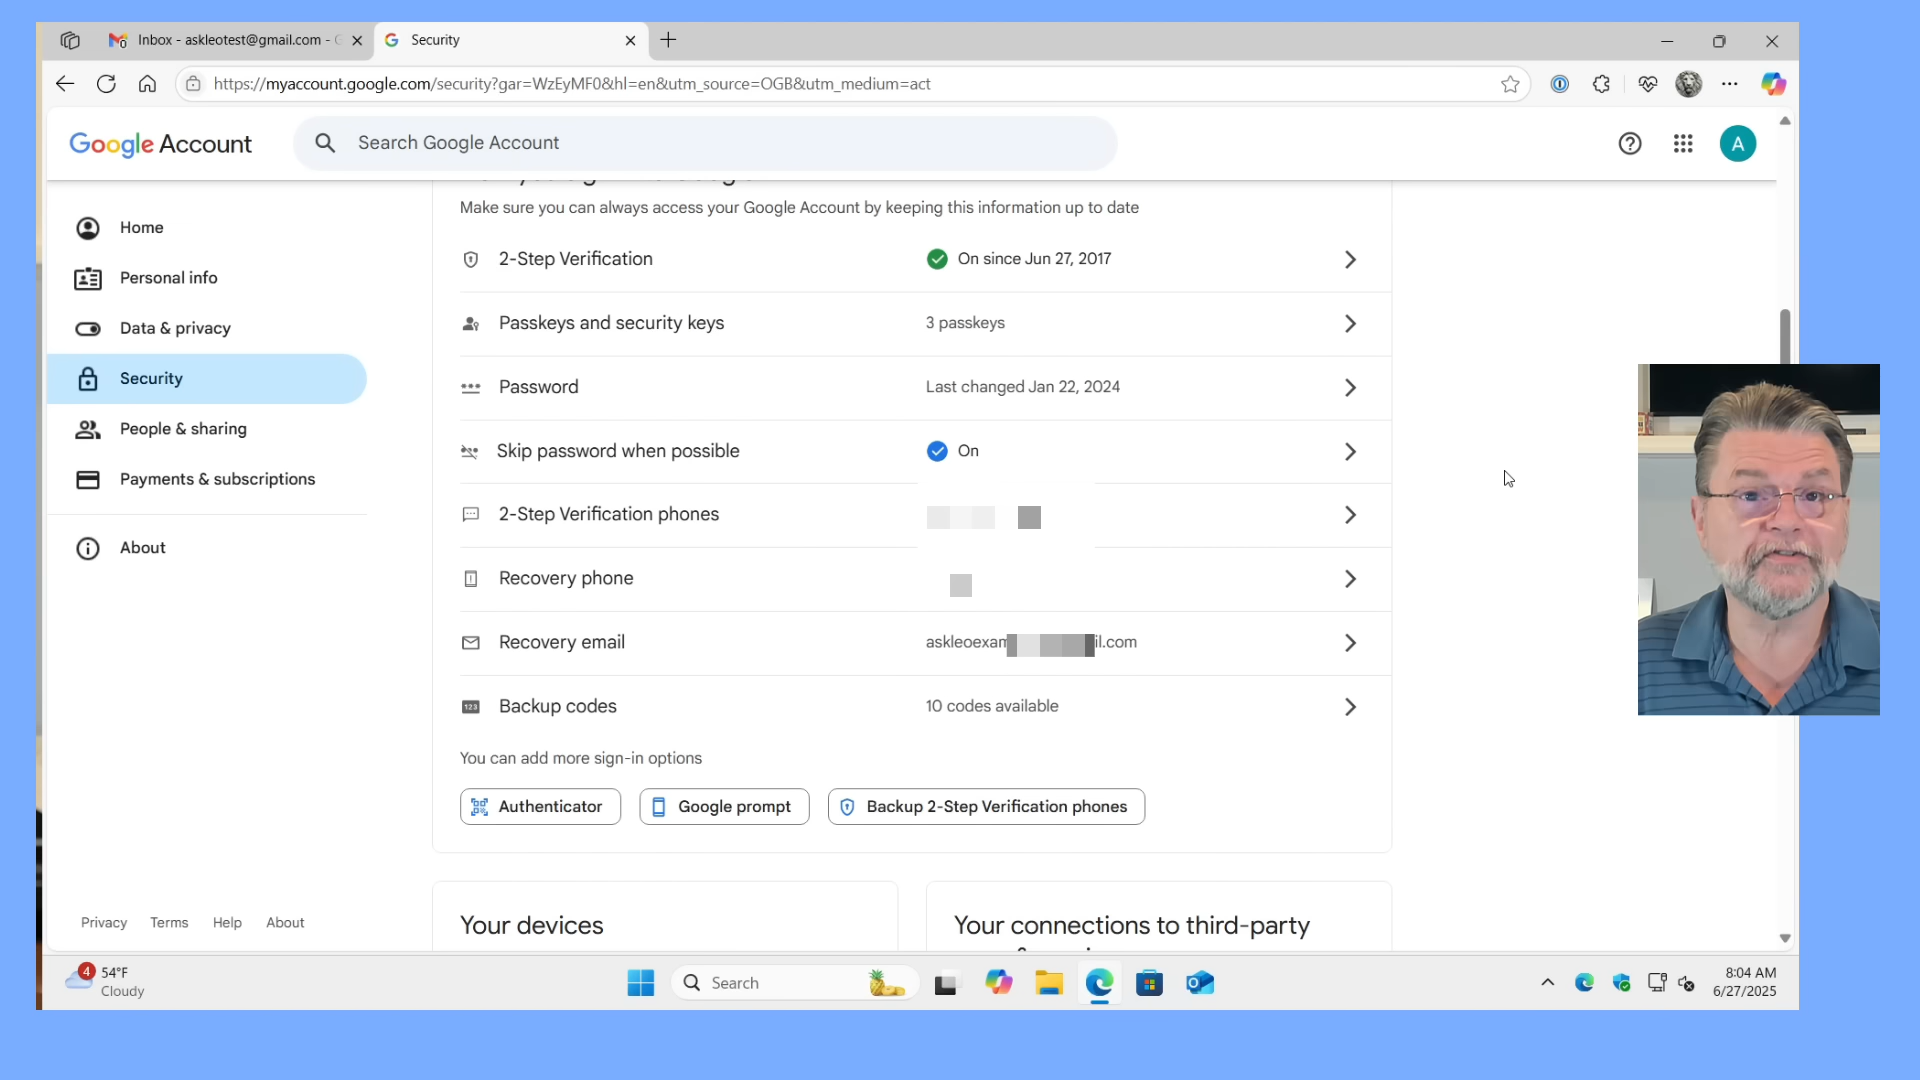 Inbox - askleotest@gmail.com - G
Security
https://myaccount.google.com/security?gar=WzEyMF0&hl=en&utm_source=OGB&utm_medium=act
Google Account
Search Google Account
A
Make sure you can always access your Google Account by keeping this information up to date
Home
Personal info
Data & privacy
Security
People & sharing
Payments & subscriptions
About
2-Step Verification
On since Jun 27, 2017
Passkeys and security keys
3 passkeys
Password
Last changed Jan 22, 2024
Skip password when possible
On
2-Step Verification phones
Recovery phone
Recovery email
askleoexam
il.com
123
Backup codes
10 codes available
You can add more sign-in options
Authenticator
Google prompt
Backup 2-Step Verification phones
Your devices
Your connections to third-party
Privacy
Terms
Help
About
4
54°F
Cloudy
Search
8:04 AM
6/27/2025